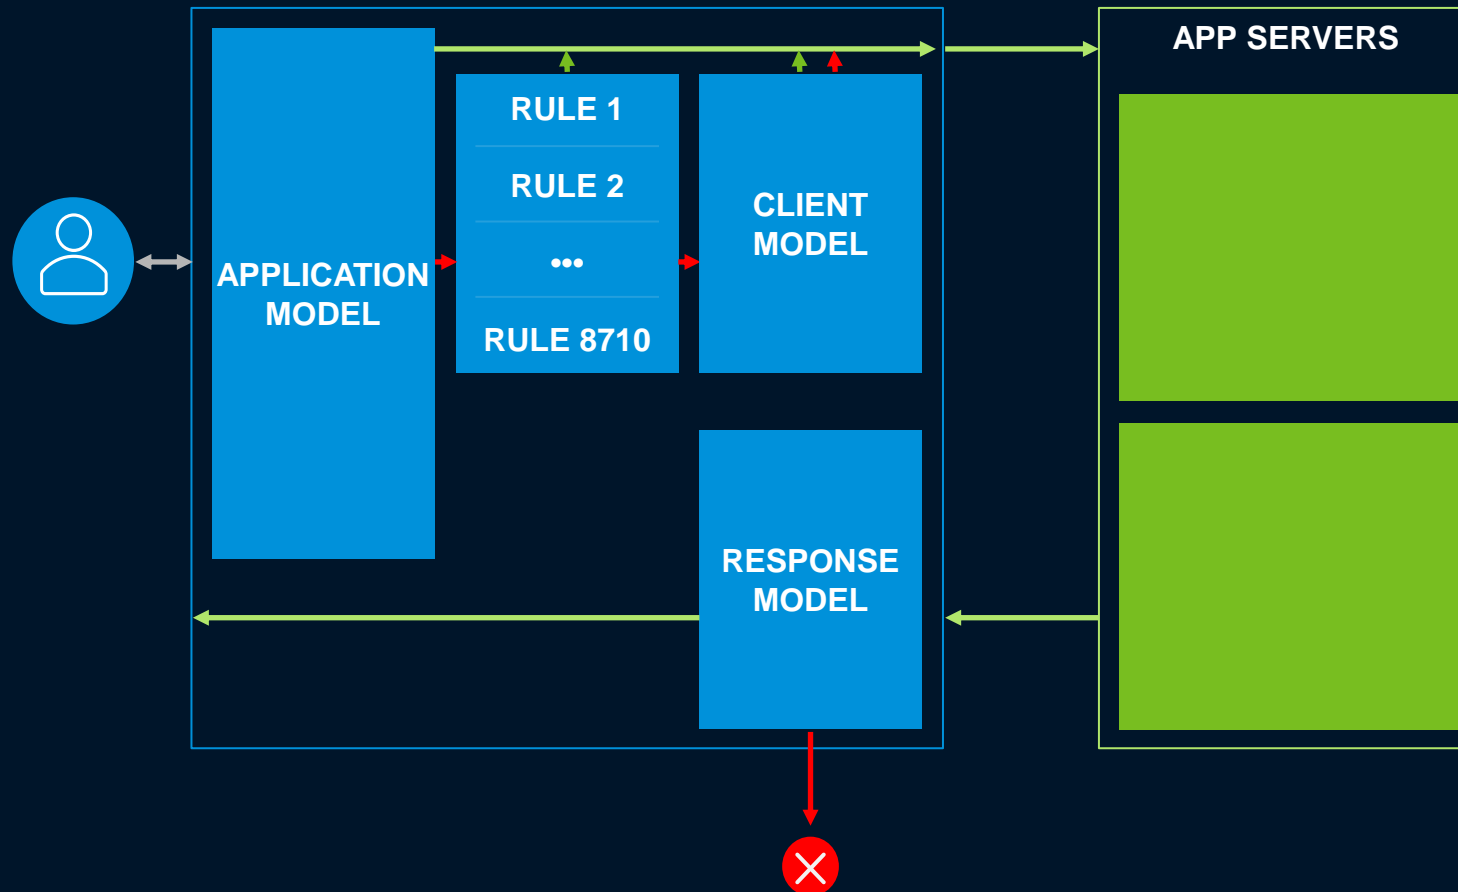 APP SERVERS
RULE 1
RULE 2
•••
RULE 8710
CLIENT
MODEL
APPLICATION
MODEL
RESPONSE
MODEL